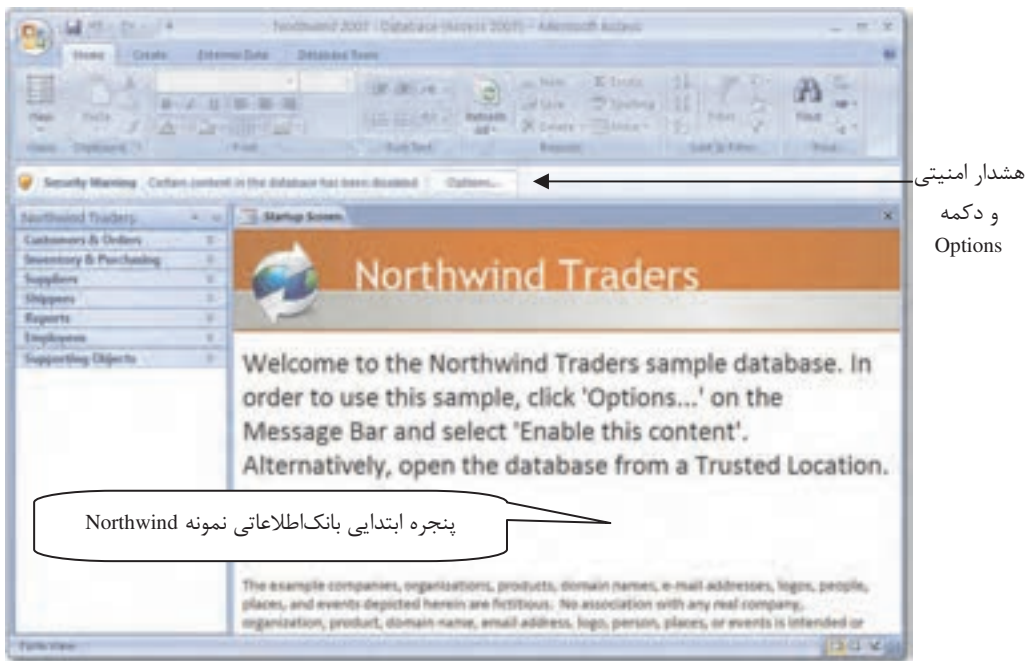 Northwind 2007 : Database (Access 2007) - Microsoft Access
Home Create External Data Database Tools
Security Warning Certain content in the database has been disabled Options...
هشدار امنیتی
و دکمه
Options
Northwind Traders
Startup Screen
Customers & Orders
Inventory & Purchasing
Suppliers
Shippers
Reports
Employees
Supporting Objects
Northwind Traders
Welcome to the Northwind Traders sample database. In
order to use this sample, click 'Options...' on the
Message Bar and select 'Enable this content'.
Alternatively, open the database from a Trusted Location.
پنجره ابتدایی بانک‌اطلاعاتی نمونه Northwind
The example companies, organizations, products, domain names, e-mail addresses, logos, people,
places, and events depicted herein are fictitious. No association with any real company,
organization, product, domain name, email address, logo, person, places, or events is intended or
Form View